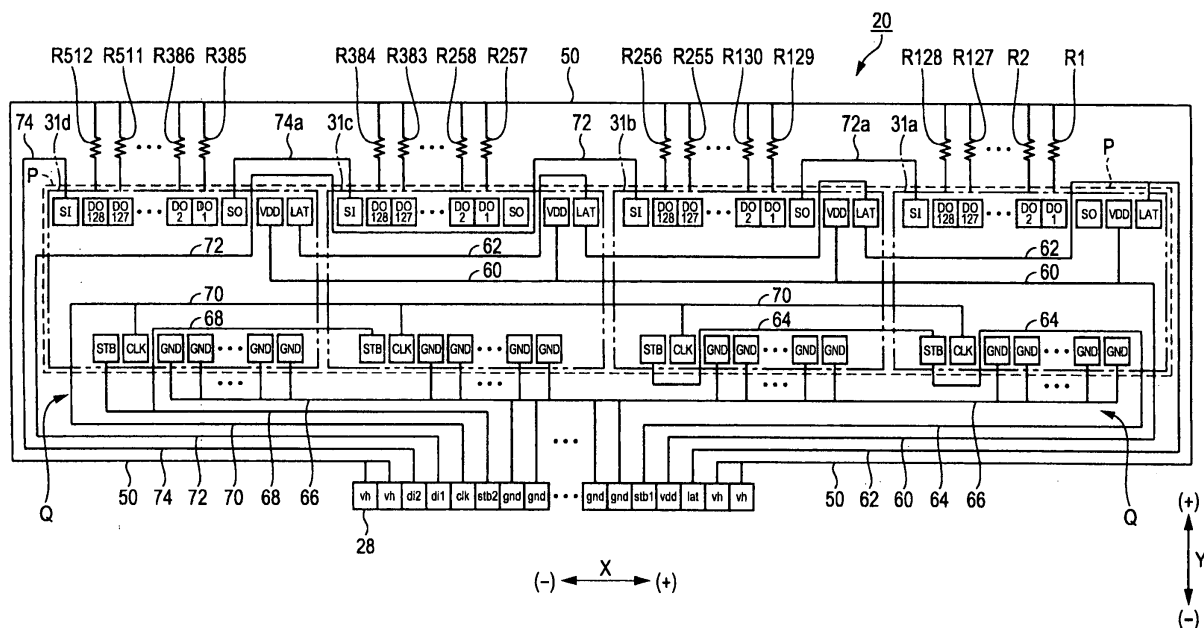 20
R512 R511 R386 R385 R384 R383 R258 R257 50 R256 R255 R130 R129 R128 R127 R2 R1
74 31d 74a 31c 72 31b 72a 31a P
P
SI DO 128 DO 127 ... DO 2 DO 1 SO VDD LAT SI DO 128 DO 127 ... DO 2 DO 1 SO VDD LAT SI DO 128 DO 127 ... DO 2 DO 1 SO VDD LAT SI DO 128 DO 127 ... DO 2 DO 1 SO VDD LAT
72 62 62
60 60
70 70
68 64 64
STB CLK GND GND ... GND GND STB CLK GND GND ... GND GND STB CLK GND GND ... GND GND STB CLK GND GND ... GND GND
Q 50 74 72 70 68 66 64 50 62 60 64 66 Q
vh vh di2 di1 clk stb2 gnd gnd ... gnd gnd stb1 vdd lat vh vh
28
(-) X (+)
(+)
Y
(-)